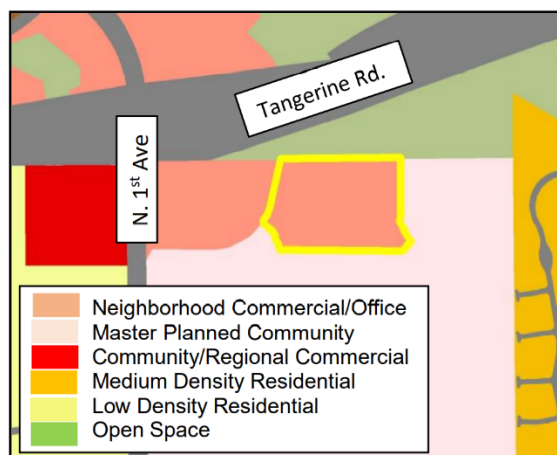 Tangerine Rd.
N. 1st Ave
Neighborhood Commercial/Office
Master Planned Community
Community/Regional Commercial
Medium Density Residential
Low Density Residential
Open Space